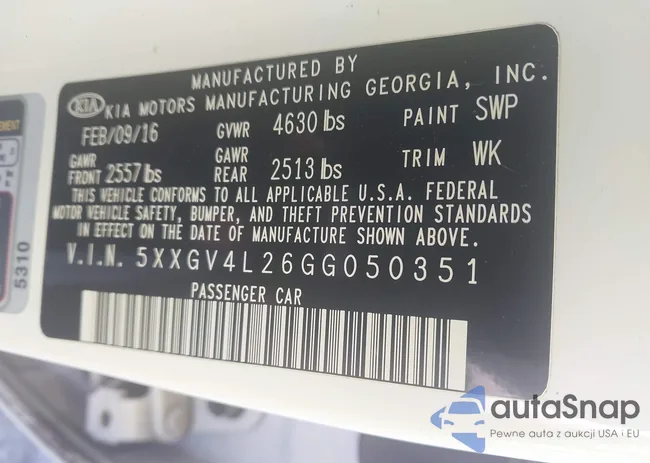 MANUFACTURED BY
KIA KIA MOTORS MANUFACTURING GEORGIA, INC.
FEB/09/16 GVWR 4630 lbs PAINT SWP
GAWR FRONT 2557 lbs GAWR REAR 2513 lbs TRIM WK
THIS VEHICLE CONFORMS TO ALL APPLICABLE U.S.A. FEDERAL
MOTOR VEHICLE SAFETY, BUMPER, AND THEFT PREVENTION STANDARDS
IN EFFECT ON THE DATE OF MANUFACTURE SHOWN ABOVE.
V.I.N. 5XXGV4L26GG050351
PASSENGER CAR
5310
autaSnap
Pewne auta z aukcji USA i EU